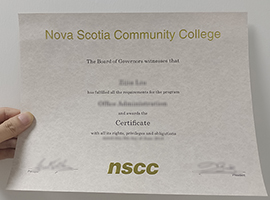 Nova Scotia Community College
The Board of Governors witnesses that
has fulfilled all the requirements for the program
Office Administration
and awards the
Certificate
with all its rights, privileges and obligations
nscc